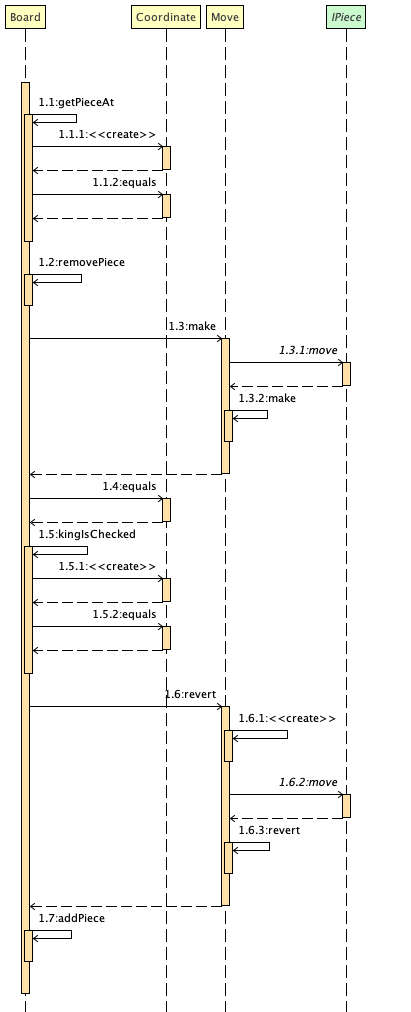 Board Coordinate Move IPiece
1.1:getPieceAt
1.1.1:<<create>>
1.1.2:equals
1.2:removePiece
1.3:make
1.3.1:move
1.3.2:make
1.4:equals
1.5:kingIsChecked
1.5.1:<<create>>
1.5.2:equals
1.6:revert
1.6.1:<<create>>
1.6.2:move
1.6.3:revert
1.7:addPiece